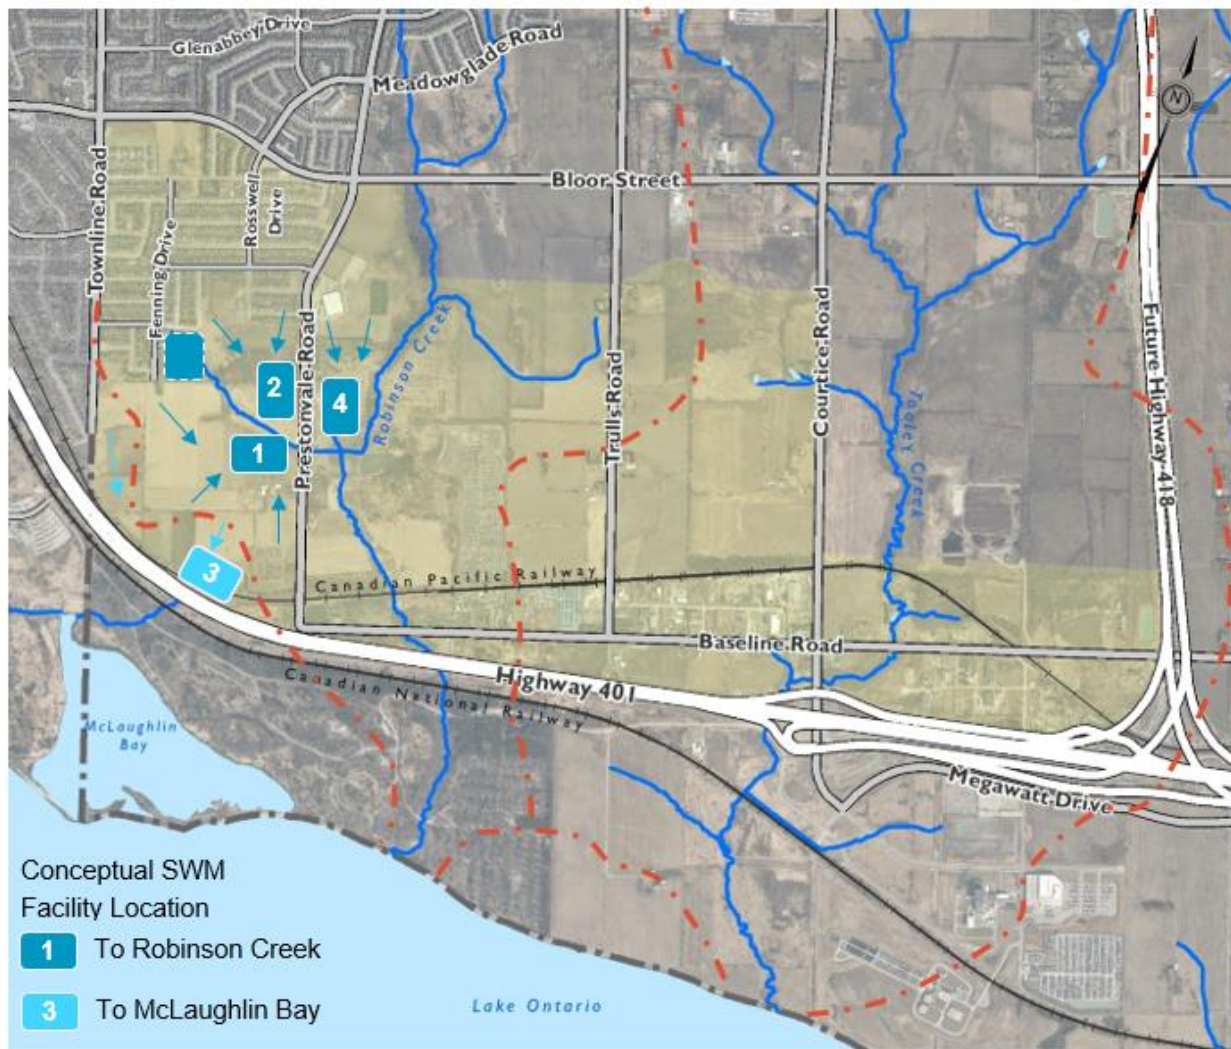 Glenabbey Drive
Meadowglade Road
N
Bloor Street
Townline Road
Rosswell
Drive
Fenning Drive
Prestonvale Road
Robinson Creek
Trulls Road
Courtice Road
Tooley Creek
Future Highway 418
2
4
1
3
Canadian Pacific Railway
Baseline Road
Highway 401
Canadian National Railway
McLaughlin
Bay
Megawatt Drive
Conceptual SWM
Facility Location
1 To Robinson Creek
3 To McLaughlin Bay
Lake Ontario